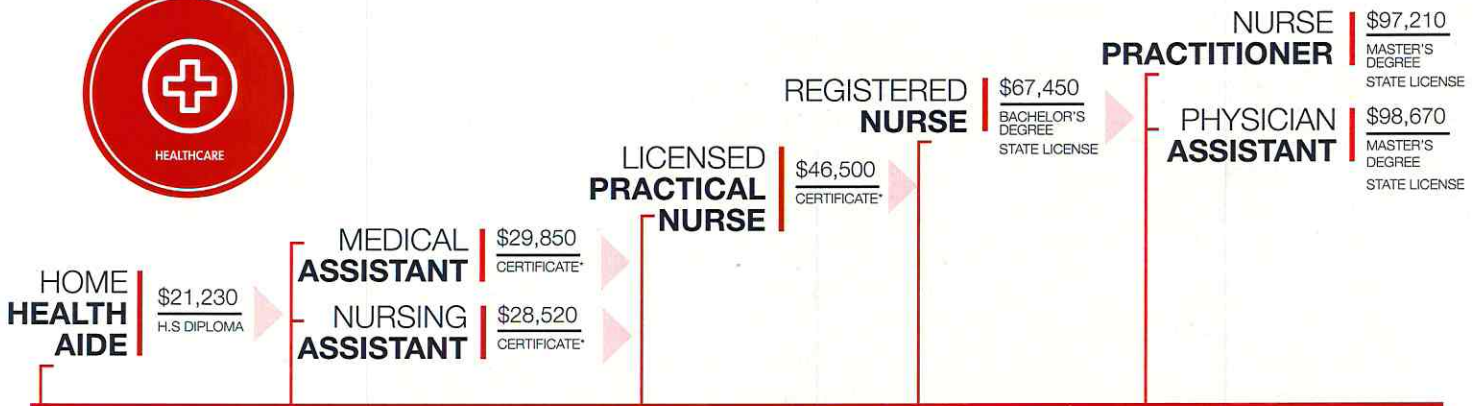 HEALTHCARE
HOME
HEALTH
AIDE
$21,230
H.S DIPLOMA
MEDICAL
ASSISTANT
$29,850
CERTIFICATE*
NURSING
ASSISTANT
$28,520
CERTIFICATE*
LICENSED
PRACTICAL
NURSE
$46,500
CERTIFICATE*
REGISTERED
NURSE
$67,450
BACHELOR'S
DEGREE
STATE LICENSE
NURSE
PRACTITIONER
$97,210
MASTER'S
DEGREE
STATE LICENSE
PHYSICIAN
ASSISTANT
$98,670
MASTER'S
DEGREE
STATE LICENSE